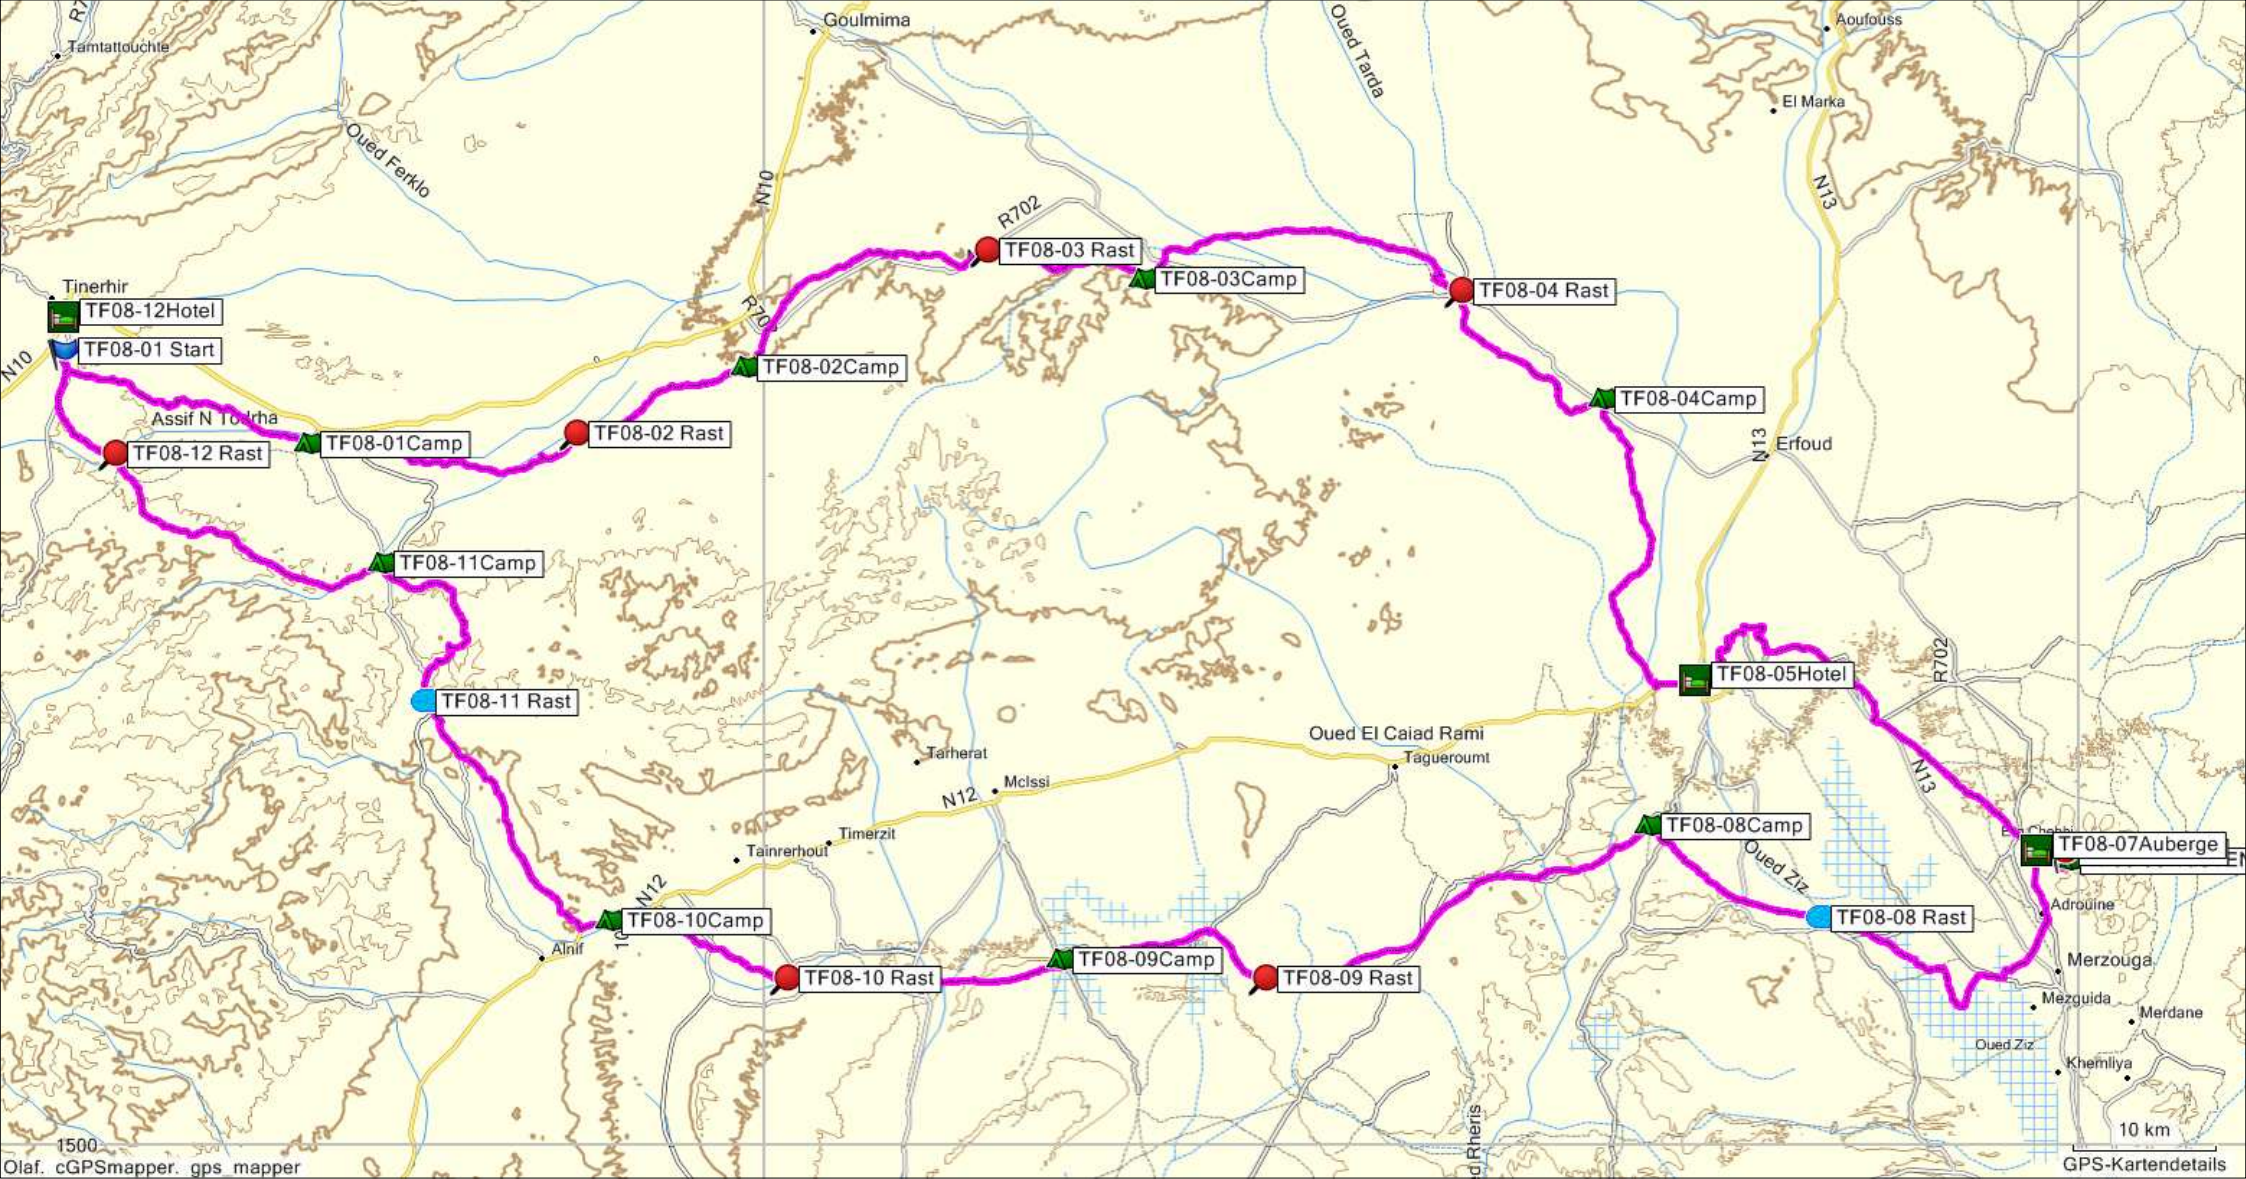 Goulmima
Aoufouss
Tamtattouchte
Oued Tarda
El Marka
Oued Ferklo
N10
N13
R702
TF08-03 Rast
TF08-03Camp
TF08-04 Rast
Tinerhir
TF08-12Hotel
TF08-01 Start
N10
TF08-02Camp
TF08-04Camp
Assif N Todrha
TF08-01Camp
TF08-02 Rast
N13
Erfoud
TF08-12 Rast
TF08-11Camp
R702
TF08-05Hotel
TF08-11 Rast
Oued El Caiad Rami
Tarherat
Tagueroumt
N13
McIssi
N12
Timerzit
TF08-08Camp
Tainrerhout
TF08-07Auberge
Oued Ziz
N12
TF08-10Camp
TF08-08 Rast
Adrouine
Alnif
TF08-09Camp
Merzouga
TF08-10 Rast
TF08-09 Rast
Mezguida
Merdane
Oued Ziz
Khemliya
1500
10 km
Olaf. cGPSmapper. gps_mapper
GPS-Kartendetails